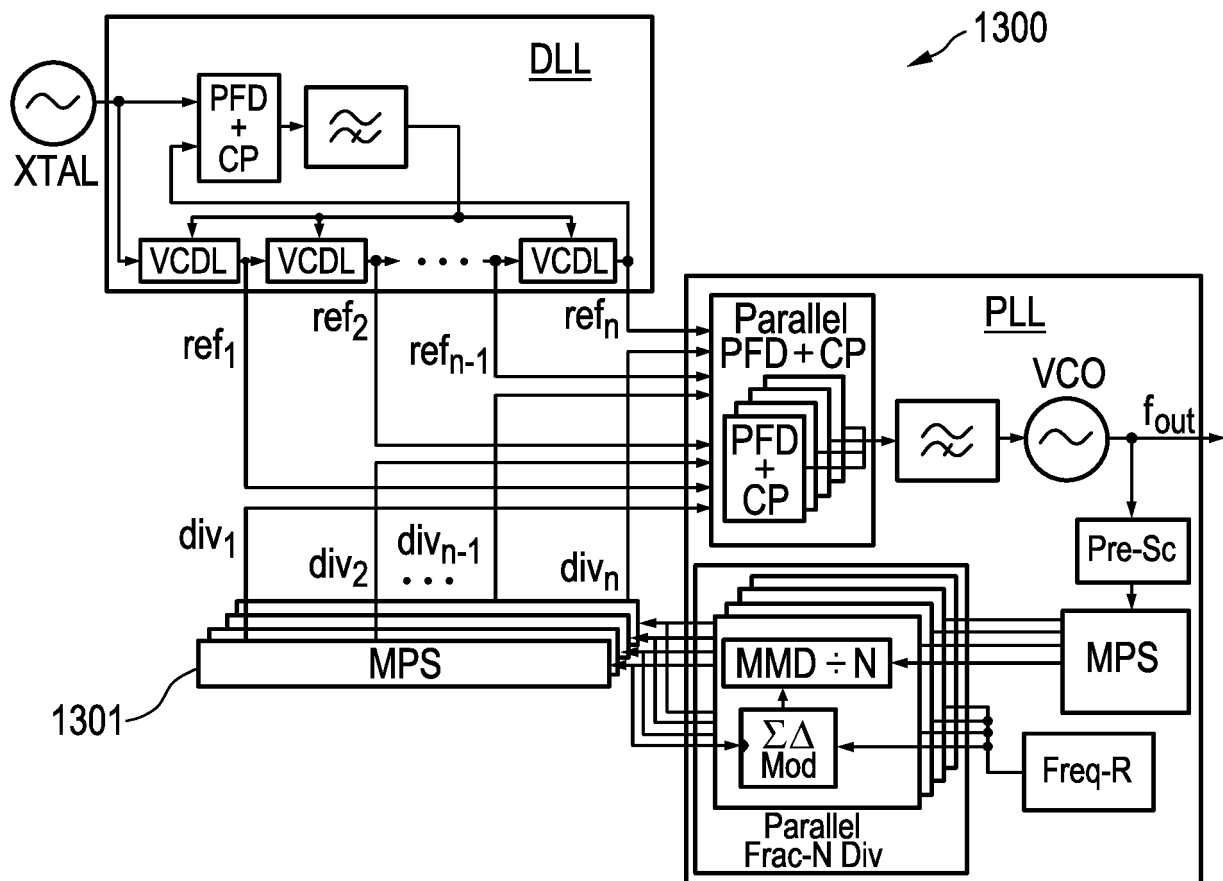 1300
DLL
PFD
+
CP
XTAL
VCDL
VCDL
• • •
VCDL
ref1
ref2
refn-1
refn
PLL
Parallel
PFD + CP
PFD
+
CP
VCO
fout
Pre-Sc
MPS
div1
div2
divn-1
• • •
divn
MPS
1301
MMD ÷ N
ΣΔ
Mod
Freq-R
Parallel
Frac-N Div